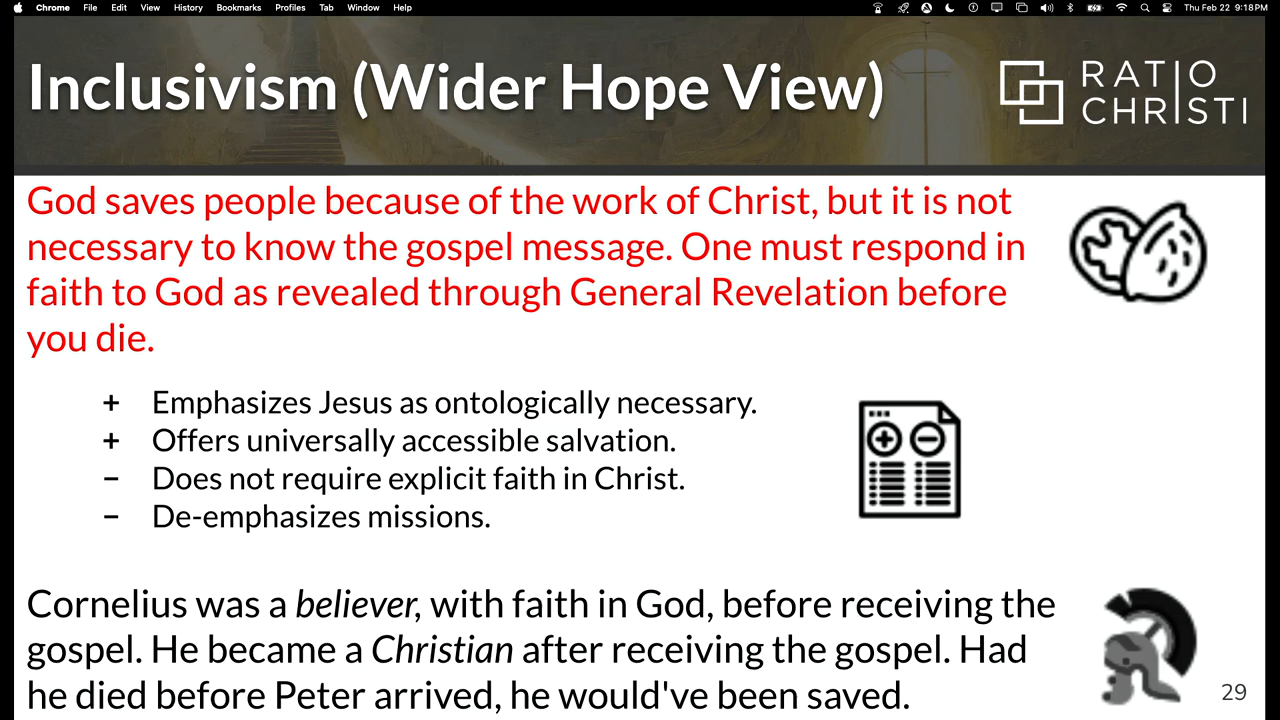 Chrome File Edit View History Bookmarks Profiles Tab Window Help Thu Feb 22 9:18 PM
Inclusivism (Wider Hope View)
RATIO
CHRISTI
God saves people because of the work of Christ, but it is not
necessary to know the gospel message. One must respond in
faith to God as revealed through General Revelation before
you die.
+ Emphasizes Jesus as ontologically necessary.
+ Offers universally accessible salvation.
− Does not require explicit faith in Christ.
− De-emphasizes missions.
Cornelius was a believer, with faith in God, before receiving the
gospel. He became a Christian after receiving the gospel. Had
he died before Peter arrived, he would've been saved.
29